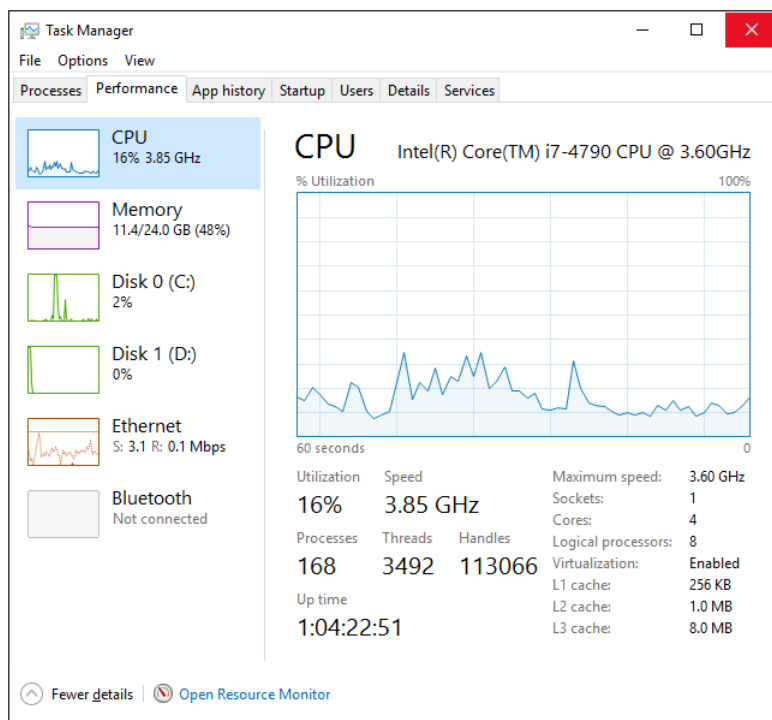 Task Manager
File Options View
Processes Performance App history Startup Users Details Services
CPU
16% 3.85 GHz
Memory
11.4/24.0 GB (48%)
Disk 0 (C:)
2%
Disk 1 (D:)
0%
Ethernet
S: 3.1 R: 0.1 Mbps
Bluetooth
Not connected
CPU Intel(R) Core(TM) i7-4790 CPU @ 3.60GHz
% Utilization 100%
60 seconds 0
Utilization Speed
16% 3.85 GHz
Processes Threads Handles
168 3492 113066
Up time
1:04:22:51
Maximum speed: 3.60 GHz
Sockets: 1
Cores: 4
Logical processors: 8
Virtualization: Enabled
L1 cache: 256 KB
L2 cache: 1.0 MB
L3 cache: 8.0 MB
Fewer details Open Resource Monitor